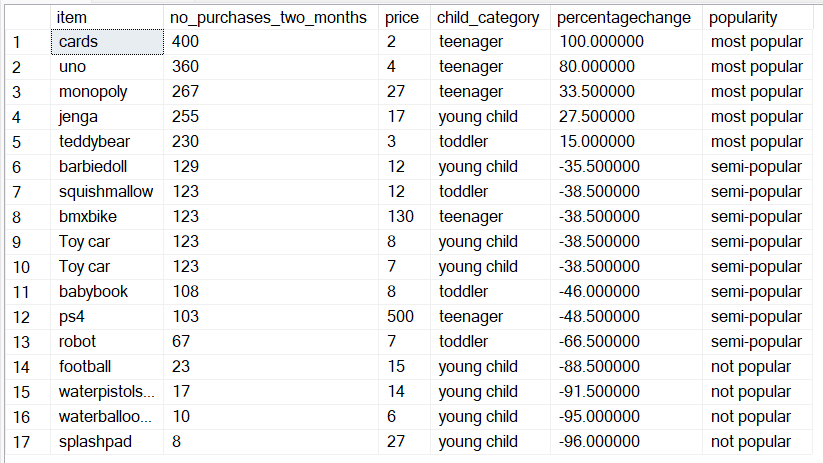 item no_purchases_two_months price child_category percentagechange popularity
1 cards 400 2 teenager 100.000000 most popular
2 uno 360 4 teenager 80.000000 most popular
3 monopoly 267 27 teenager 33.500000 most popular
4 jenga 255 17 young child 27.500000 most popular
5 teddybear 230 3 toddler 15.000000 most popular
6 barbiedoll 129 12 young child -35.500000 semi-popular
7 squishmallow 123 12 toddler -38.500000 semi-popular
8 bmxbike 123 130 teenager -38.500000 semi-popular
9 Toy car 123 8 young child -38.500000 semi-popular
10 Toy car 123 7 young child -38.500000 semi-popular
11 babybook 108 8 toddler -46.000000 semi-popular
12 ps4 103 500 teenager -48.500000 semi-popular
13 robot 67 7 toddler -66.500000 semi-popular
14 football 23 15 young child -88.500000 not popular
15 waterpistols... 17 14 young child -91.500000 not popular
16 waterballoo... 10 6 young child -95.000000 not popular
17 splashpad 8 27 young child -96.000000 not popular